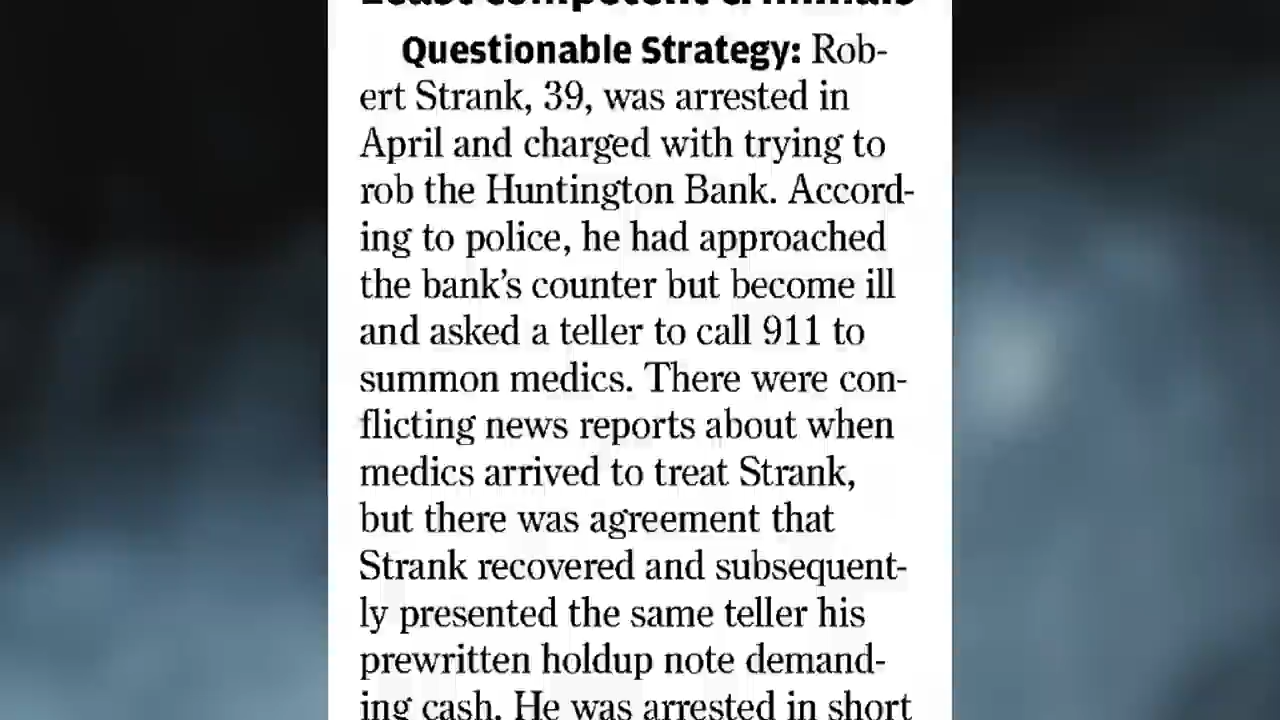 Least Competent Criminals
Questionable Strategy: Rob-
ert Strank, 39, was arrested in
April and charged with trying to
rob the Huntington Bank. Accord-
ing to police, he had approached
the bank’s counter but become ill
and asked a teller to call 911 to
summon medics. There were con-
flicting news reports about when
medics arrived to treat Strank,
but there was agreement that
Strank recovered and subsequent-
ly presented the same teller his
prewritten holdup note demand-
ing cash. He was arrested in short